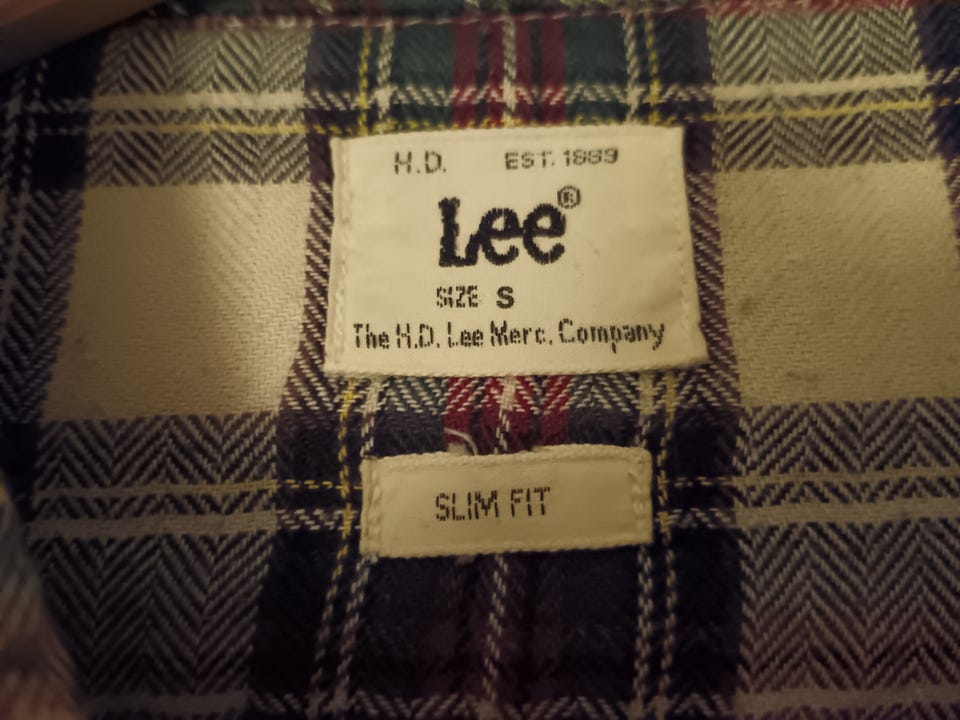 H.D. EST. 1889
Lee®
SIZE S
The H.D. Lee Merc. Company
SLIM FIT